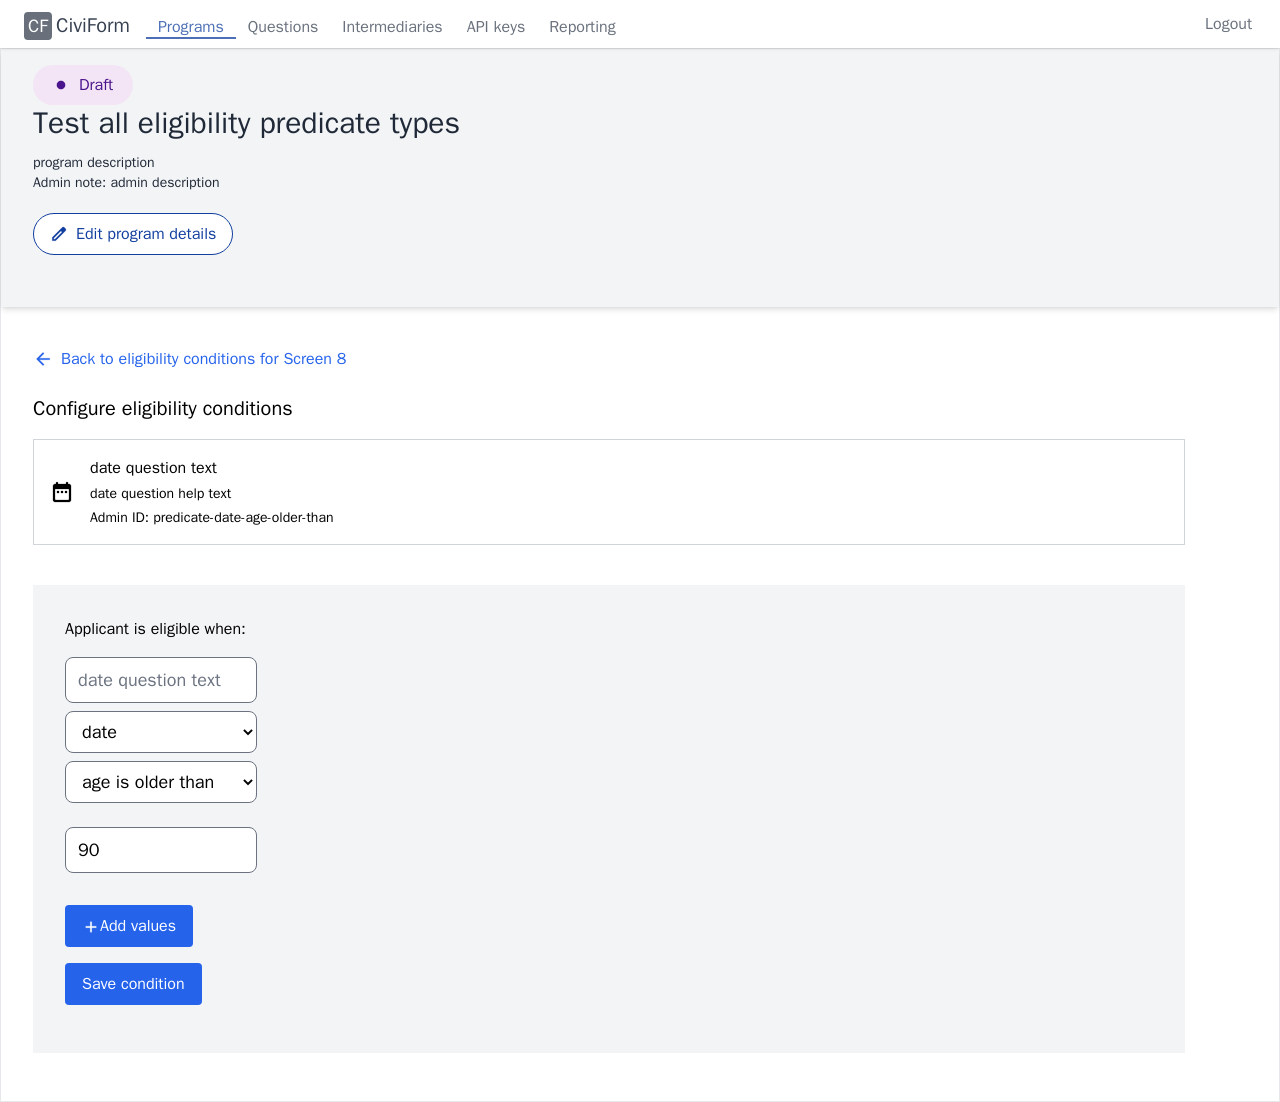 CF CiviForm Programs Questions Intermediaries API keys Reporting Logout
Draft
Test all eligibility predicate types
program description
Admin note: admin description
Edit program details
Back to eligibility conditions for Screen 8
Configure eligibility conditions
date question text
date question help text
Admin ID: predicate-date-age-older-than
Applicant is eligible when:
date question text
date
age is older than
90
+Add values
Save condition